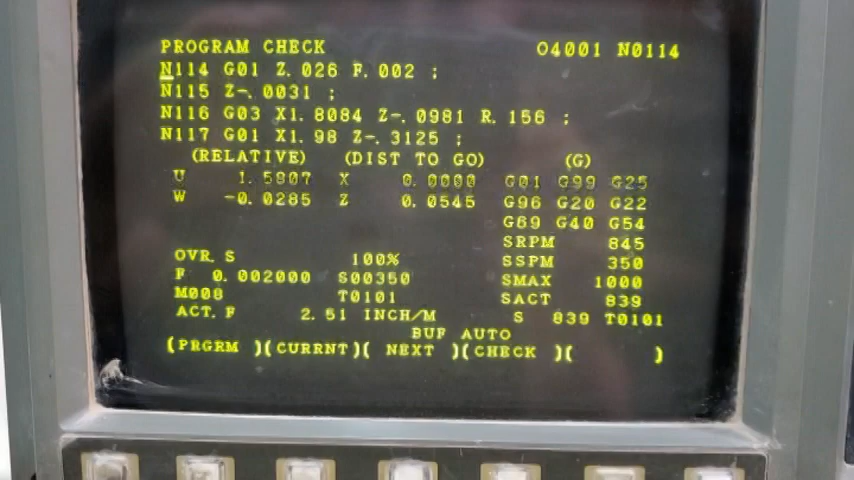 PROGRAM CHECK O4001 N0114
N114 G01 Z.026 F.002 ;
N115 Z-.0031 ;
N116 G03 X1.8084 Z-.0981 R.156 ;
N117 G01 X1.98 Z-.3125 ;
(RELATIVE) (DIST TO GO) (G)
U 1.5807 X 0.0000 G01 G99 G25
W -0.0285 Z 0.0545 G96 G20 G22
G69 G40 G54
SRPM 845
OVR. S 100% SSPM 350
F 0.002000 S00350 SMAX 1000
M008 T0101 SACT 839
ACT.F 2.51 INCH/M S 839 T0101
BUF AUTO
(PRGRM )(CURRNT)( NEXT )(CHECK )( )